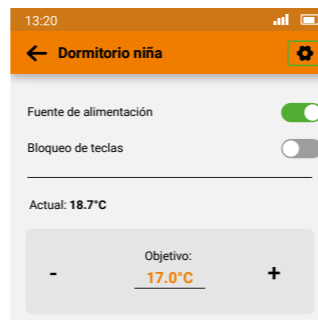 13:20
Dormitorio niña
Fuente de alimentación
Bloqueo de teclas
Actual: 18.7°C
Objetivo:
- 17.0°C +